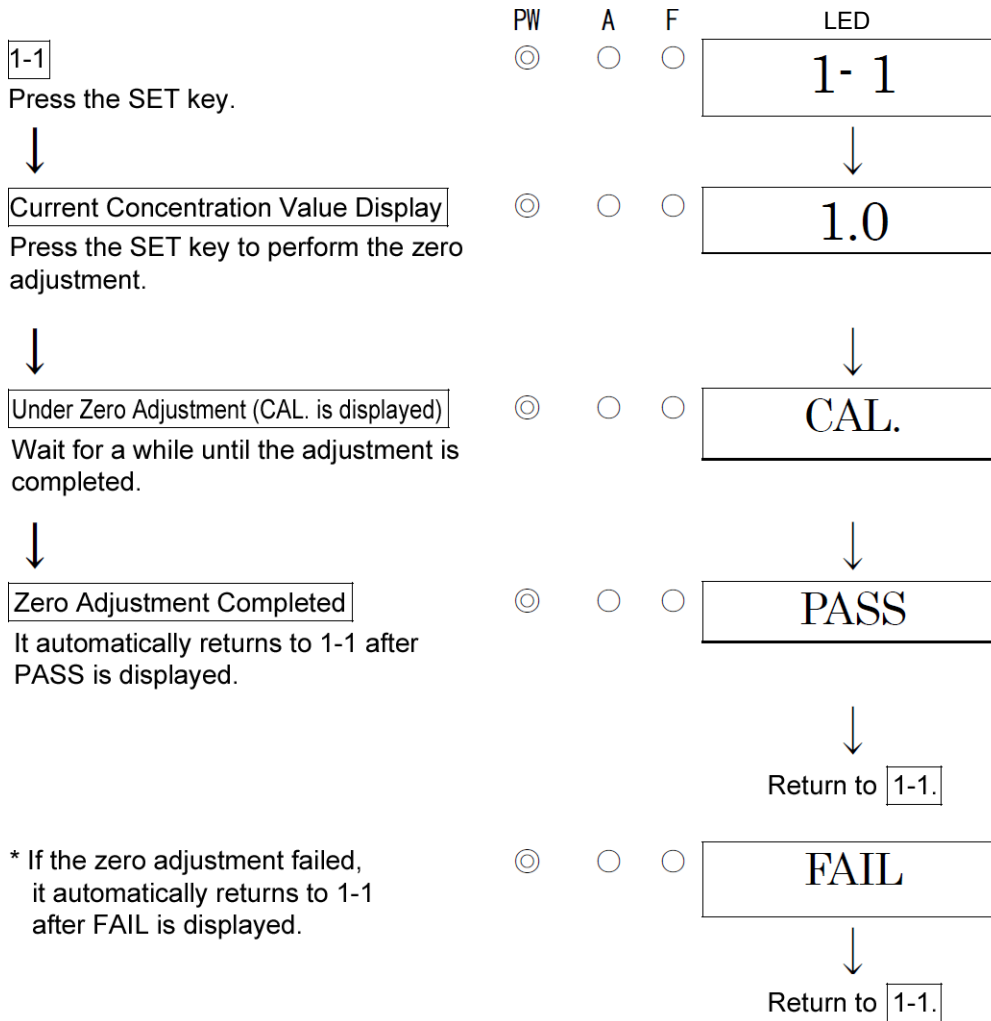 PW A F LED
1-1
1- 1
Press the SET key.
Current Concentration Value Display
1.0
Press the SET key to perform the zero
adjustment.
Under Zero Adjustment (CAL. is displayed)
CAL.
Wait for a while until the adjustment is
completed.
Zero Adjustment Completed
PASS
It automatically returns to 1-1 after
PASS is displayed.
Return to 1-1.
* If the zero adjustment failed,
it automatically returns to 1-1
after FAIL is displayed.
FAIL
Return to 1-1.